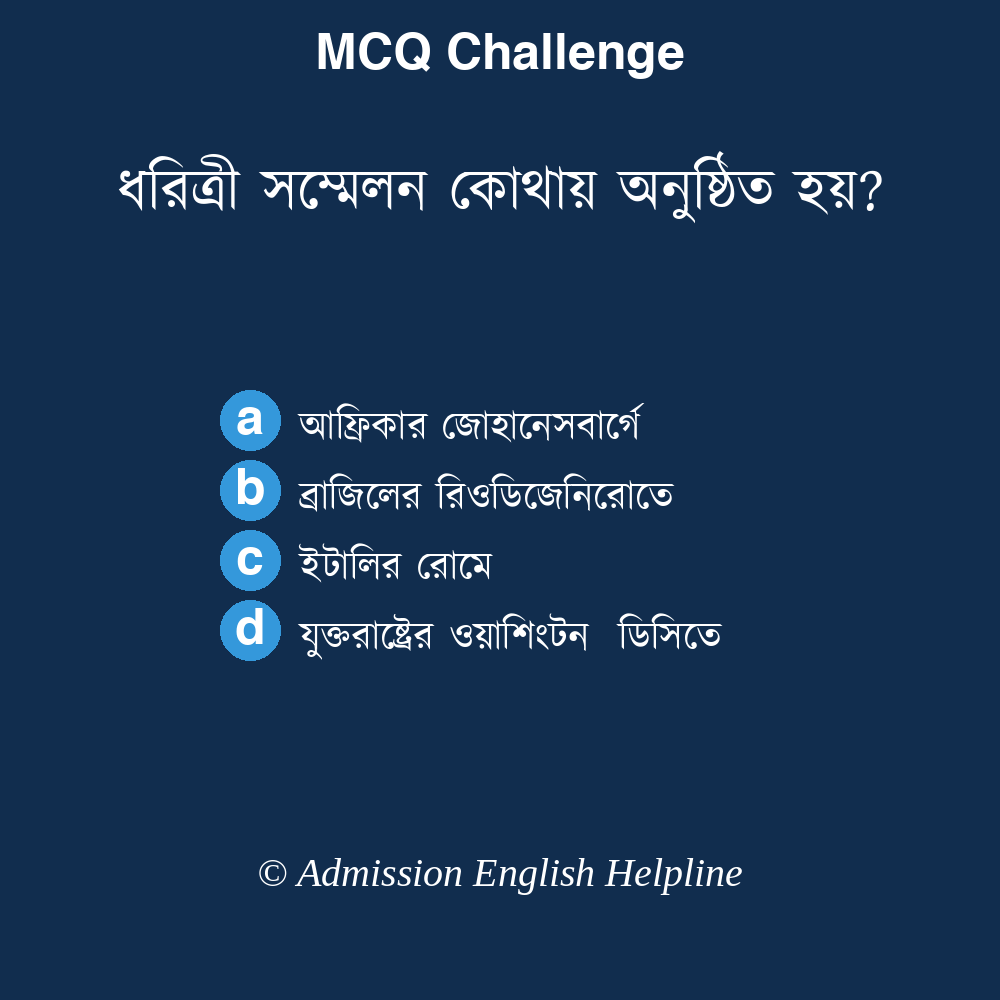 MCQ Challenge
ধরিত্রী সম্মেলন কোথায় অনুষ্ঠিত হয়?
a আফ্রিকার জোহানেসবার্গে
b ব্রাজিলের রিওডিজেনিরোতে
c ইটালির রোমে
d যুক্তরাষ্ট্রের ওয়াশিংটন  ডিসিতে
© Admission English Helpline